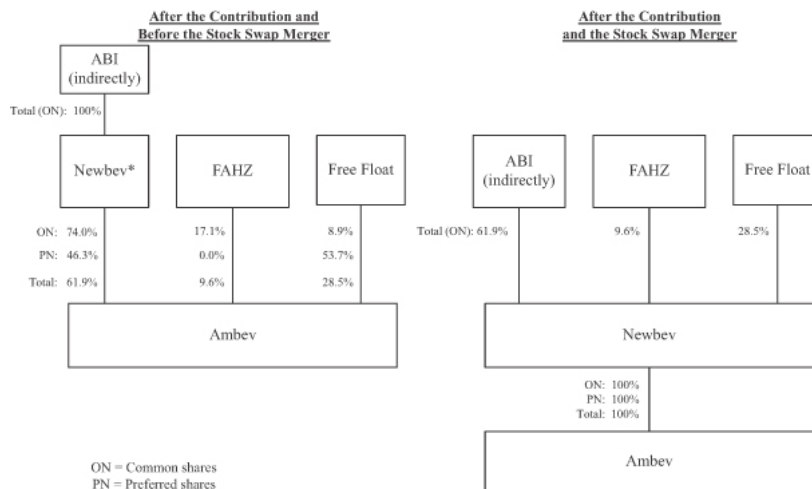 After the Contribution and
Before the Stock Swap Merger
ABI
(indirectly)
Total (ON): 100%
Newbev*
FAHZ
Free Float
ON: 74.0% 17.1% 8.9%
PN: 46.3% 0.0% 53.7%
Total: 61.9% 9.6% 28.5%
Ambev
ON = Common shares
PN = Preferred shares
After the Contribution
and the Stock Swap Merger
ABI
(indirectly)
FAHZ
Free Float
Total (ON): 61.9% 9.6% 28.5%
Newbev
ON: 100%
PN: 100%
Total: 100%
Ambev